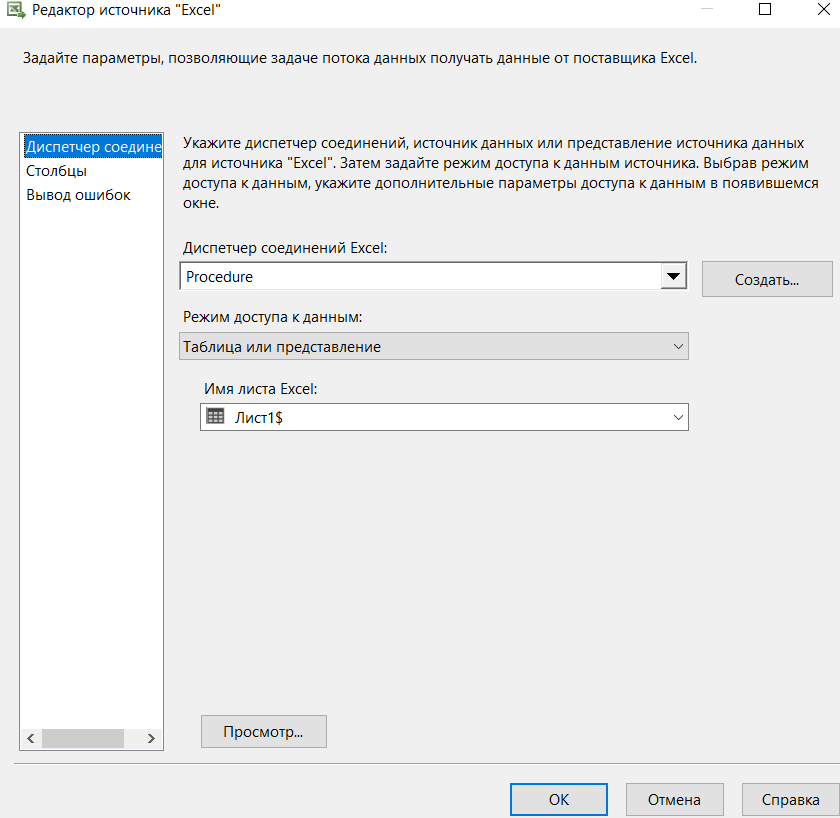 Редактор источника "Excel"
Задайте параметры, позволяющие задаче потока данных получать данные от поставщика Excel.
Диспетчер соедине
Столбцы
Вывод ошибок
Укажите диспетчер соединений, источник данных или представление источника данных
для источника "Excel". Затем задайте режим доступа к данным источника. Выбрав режим
доступа к данным, укажите дополнительные параметры доступа к данным в появившемся
окне.
Диспетчер соединений Excel:
Procedure
Создать...
Режим доступа к данным:
Таблица или представление
Имя листа Excel:
Лист1$
Просмотр...
ОК
Отмена
Справка